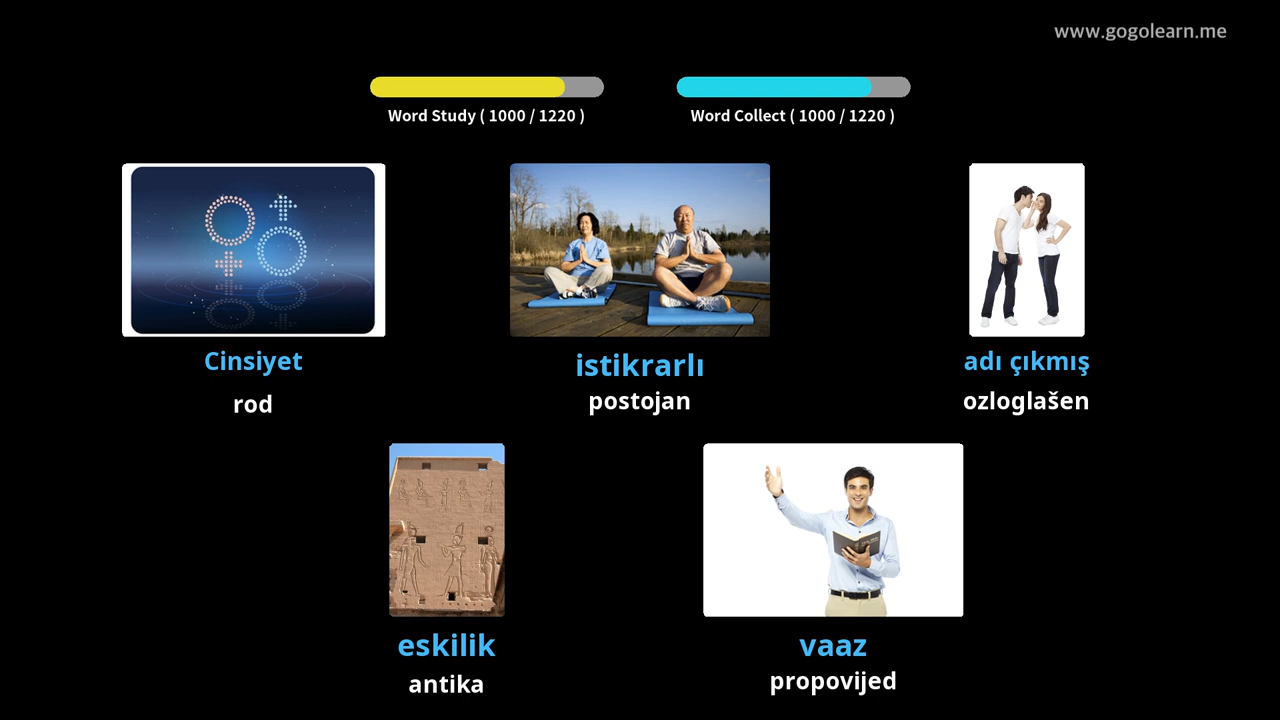 www.gogolearn.me
Word Study ( 1000 / 1220 )
Word Collect ( 1000 / 1220 )
Cinsiyet
rod
istikrarlı
postojan
adı çıkmış
ozloglašen
eskilik
antika
vaaz
propovijed